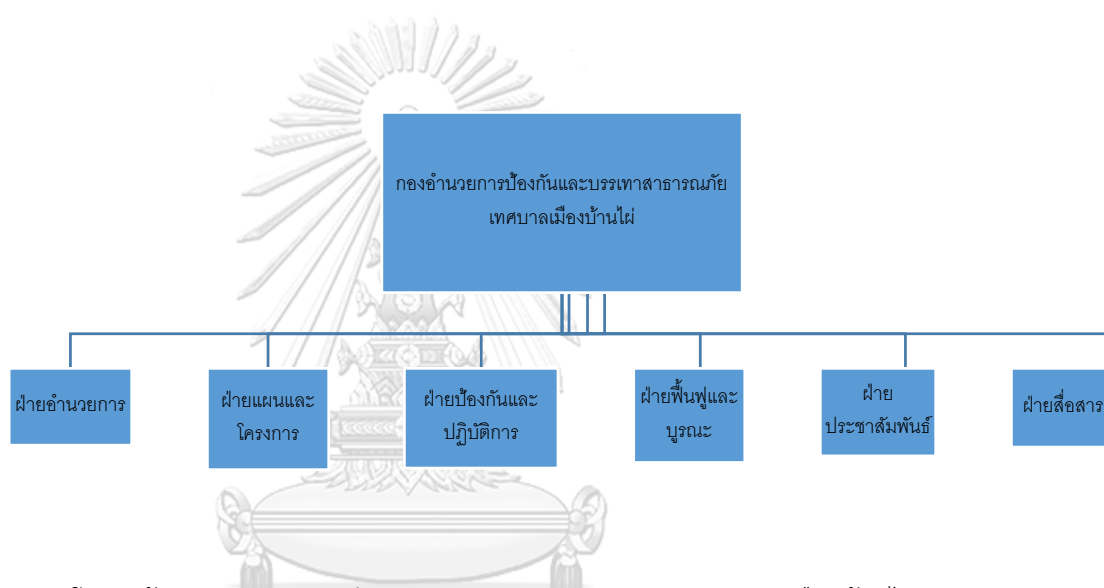 กองอำนวยการป้องกันและบรรเทาสาธารณภัย
เทศบาลเมืองบ้านไผ่
ฝ่ายอำนวยการ
ฝ่ายแผนและ
โครงการ
ฝ่ายป้องกันและ
ปฏิบัติการ
ฝ่ายฟื้นฟูและ
บูรณะ
ฝ่าย
ประชาสัมพันธ์
ฝ่ายสื่อสาร